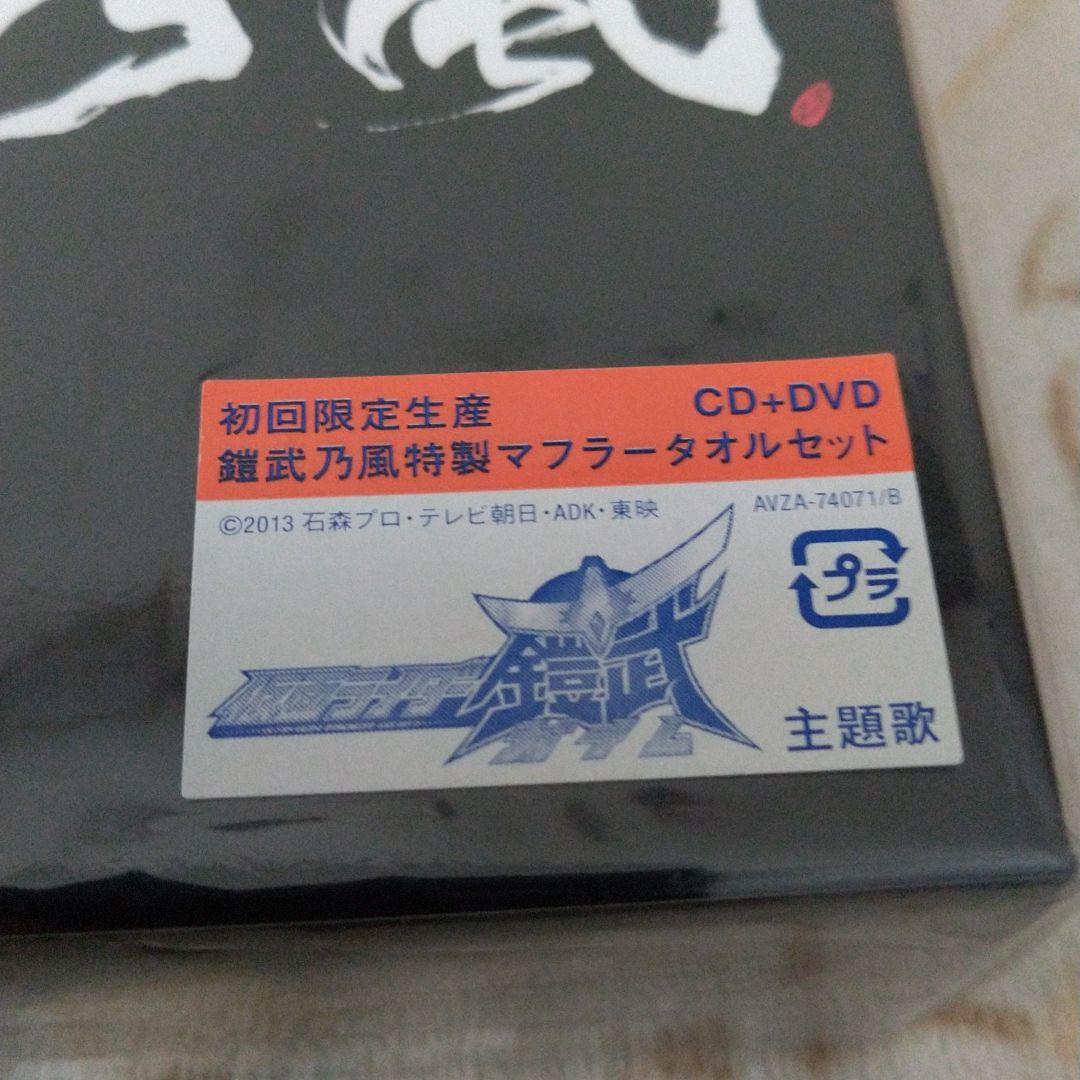 乃風
初回限定生産 CD+DVD
鎧武乃風特製マフラータオルセット
©2013 石森プロ・テレビ朝日・ADK・東映 AVZA-74071/B
プラ
仮面ライダー
鎧武
ガイム
主題歌